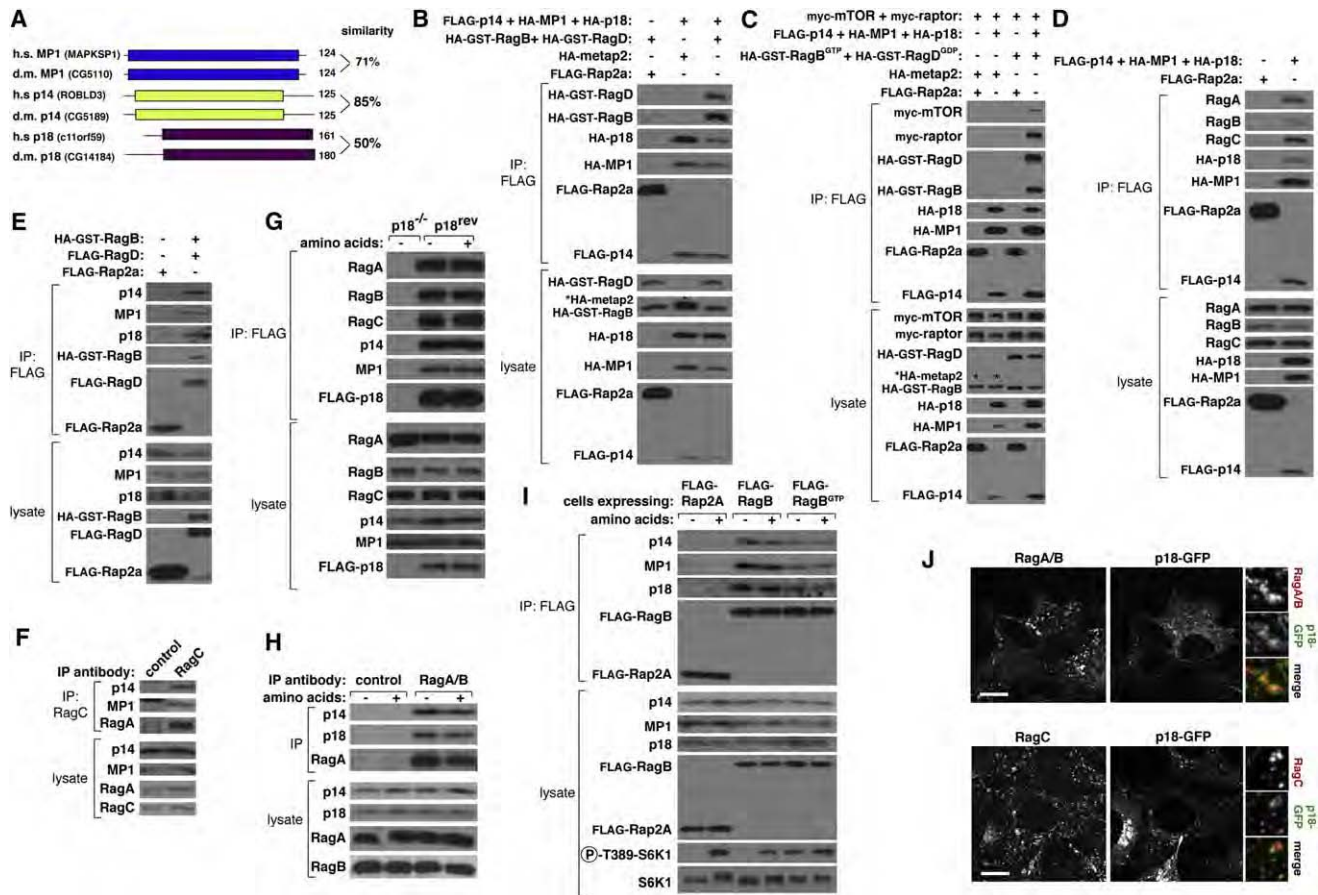 A
similarity
h.s. MP1 (MAPKSP1) 124
d.m. MP1 (CG5110) 124
71%
h.s p14 (ROBLD3) 125
d.m. p14 (CG5189) 125
85%
h.s p18 (c11orf59) 161
d.m. p18 (CG14184) 180
50%
B
FLAG-p14 + HA-MP1 + HA-p18: - + +
HA-GST-RagB+ HA-GST-RagD: - - +
HA-metap2: - + -
FLAG-Rap2a: + - -
IP: FLAG
HA-GST-RagD
HA-GST-RagB
HA-p18
HA-MP1
FLAG-Rap2a
FLAG-p14
lysate
HA-GST-RagD
*HA-metap2
HA-GST-RagB
HA-p18
HA-MP1
FLAG-Rap2a
FLAG-p14
C
myc-mTOR + myc-raptor: + + + +
FLAG-p14 + HA-MP1 + HA-p18: - + - +
HA-GST-RagBGTP + HA-GST-RagDGDP: - - + +
HA-metap2: + + - -
FLAG-Rap2a: + - + -
IP: FLAG
myc-mTOR
myc-raptor
HA-GST-RagD
HA-GST-RagB
HA-p18
HA-MP1
FLAG-Rap2a
FLAG-p14
lysate
myc-mTOR
myc-raptor
HA-GST-RagD
*HA-metap2
* *
HA-GST-RagB
HA-p18
HA-MP1
FLAG-Rap2a
FLAG-p14
D
FLAG-p14 + HA-MP1 + HA-p18: - +
FLAG-Rap2a: + -
IP: FLAG
RagA
RagB
RagC
HA-p18
HA-MP1
FLAG-Rap2a
FLAG-p14
lysate
RagA
RagB
RagC
HA-p18
HA-MP1
FLAG-Rap2a
FLAG-p14
E
HA-GST-RagB: - +
FLAG-RagD: - +
FLAG-Rap2a: + -
IP: FLAG
p14
MP1
p18
HA-GST-RagB
FLAG-RagD
FLAG-Rap2a
lysate
p14
MP1
p18
HA-GST-RagB
FLAG-RagD
FLAG-Rap2a
F
IP antibody: control RagC
IP: RagC
p14
MP1
RagA
lysate
p14
MP1
RagA
RagC
G
p18-/- p18rev
amino acids: - - +
IP: FLAG
RagA
RagB
RagC
p14
MP1
FLAG-p18
lysate
RagA
RagB
RagC
p14
MP1
FLAG-p18
H
IP antibody: control RagA/B
amino acids: - + - +
IP
p14
p18
RagA
lysate
p14
p18
RagA
RagB
I
cells expressing: FLAG-Rap2A FLAG-RagB FLAG-RagBGTP
amino acids: - + - + - +
IP: FLAG
p14
MP1
p18
FLAG-RagB
FLAG-Rap2A
lysate
p14
MP1
p18
FLAG-RagB
FLAG-Rap2A
P-T389-S6K1
S6K1
J
RagA/B p18-GFP
RagA/B
p18-GFP
merge
RagC p18-GFP
RagC
p18-GFP
merge